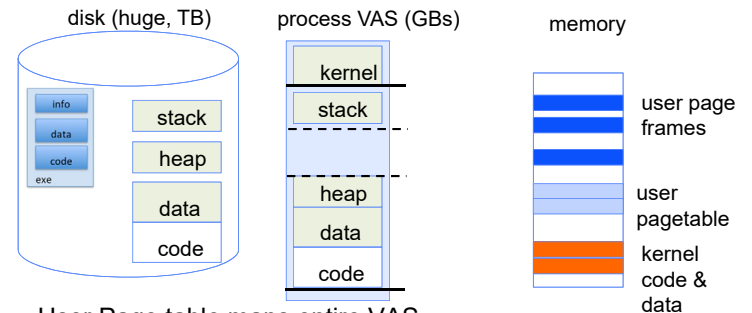 disk (huge, TB)
process VAS (GBs)
memory
info
data
code
exe
stack
heap
data
code
kernel
stack
heap
data
code
user page
frames
user
pagetable
kernel
code &
data
User Page table maps entire VAS